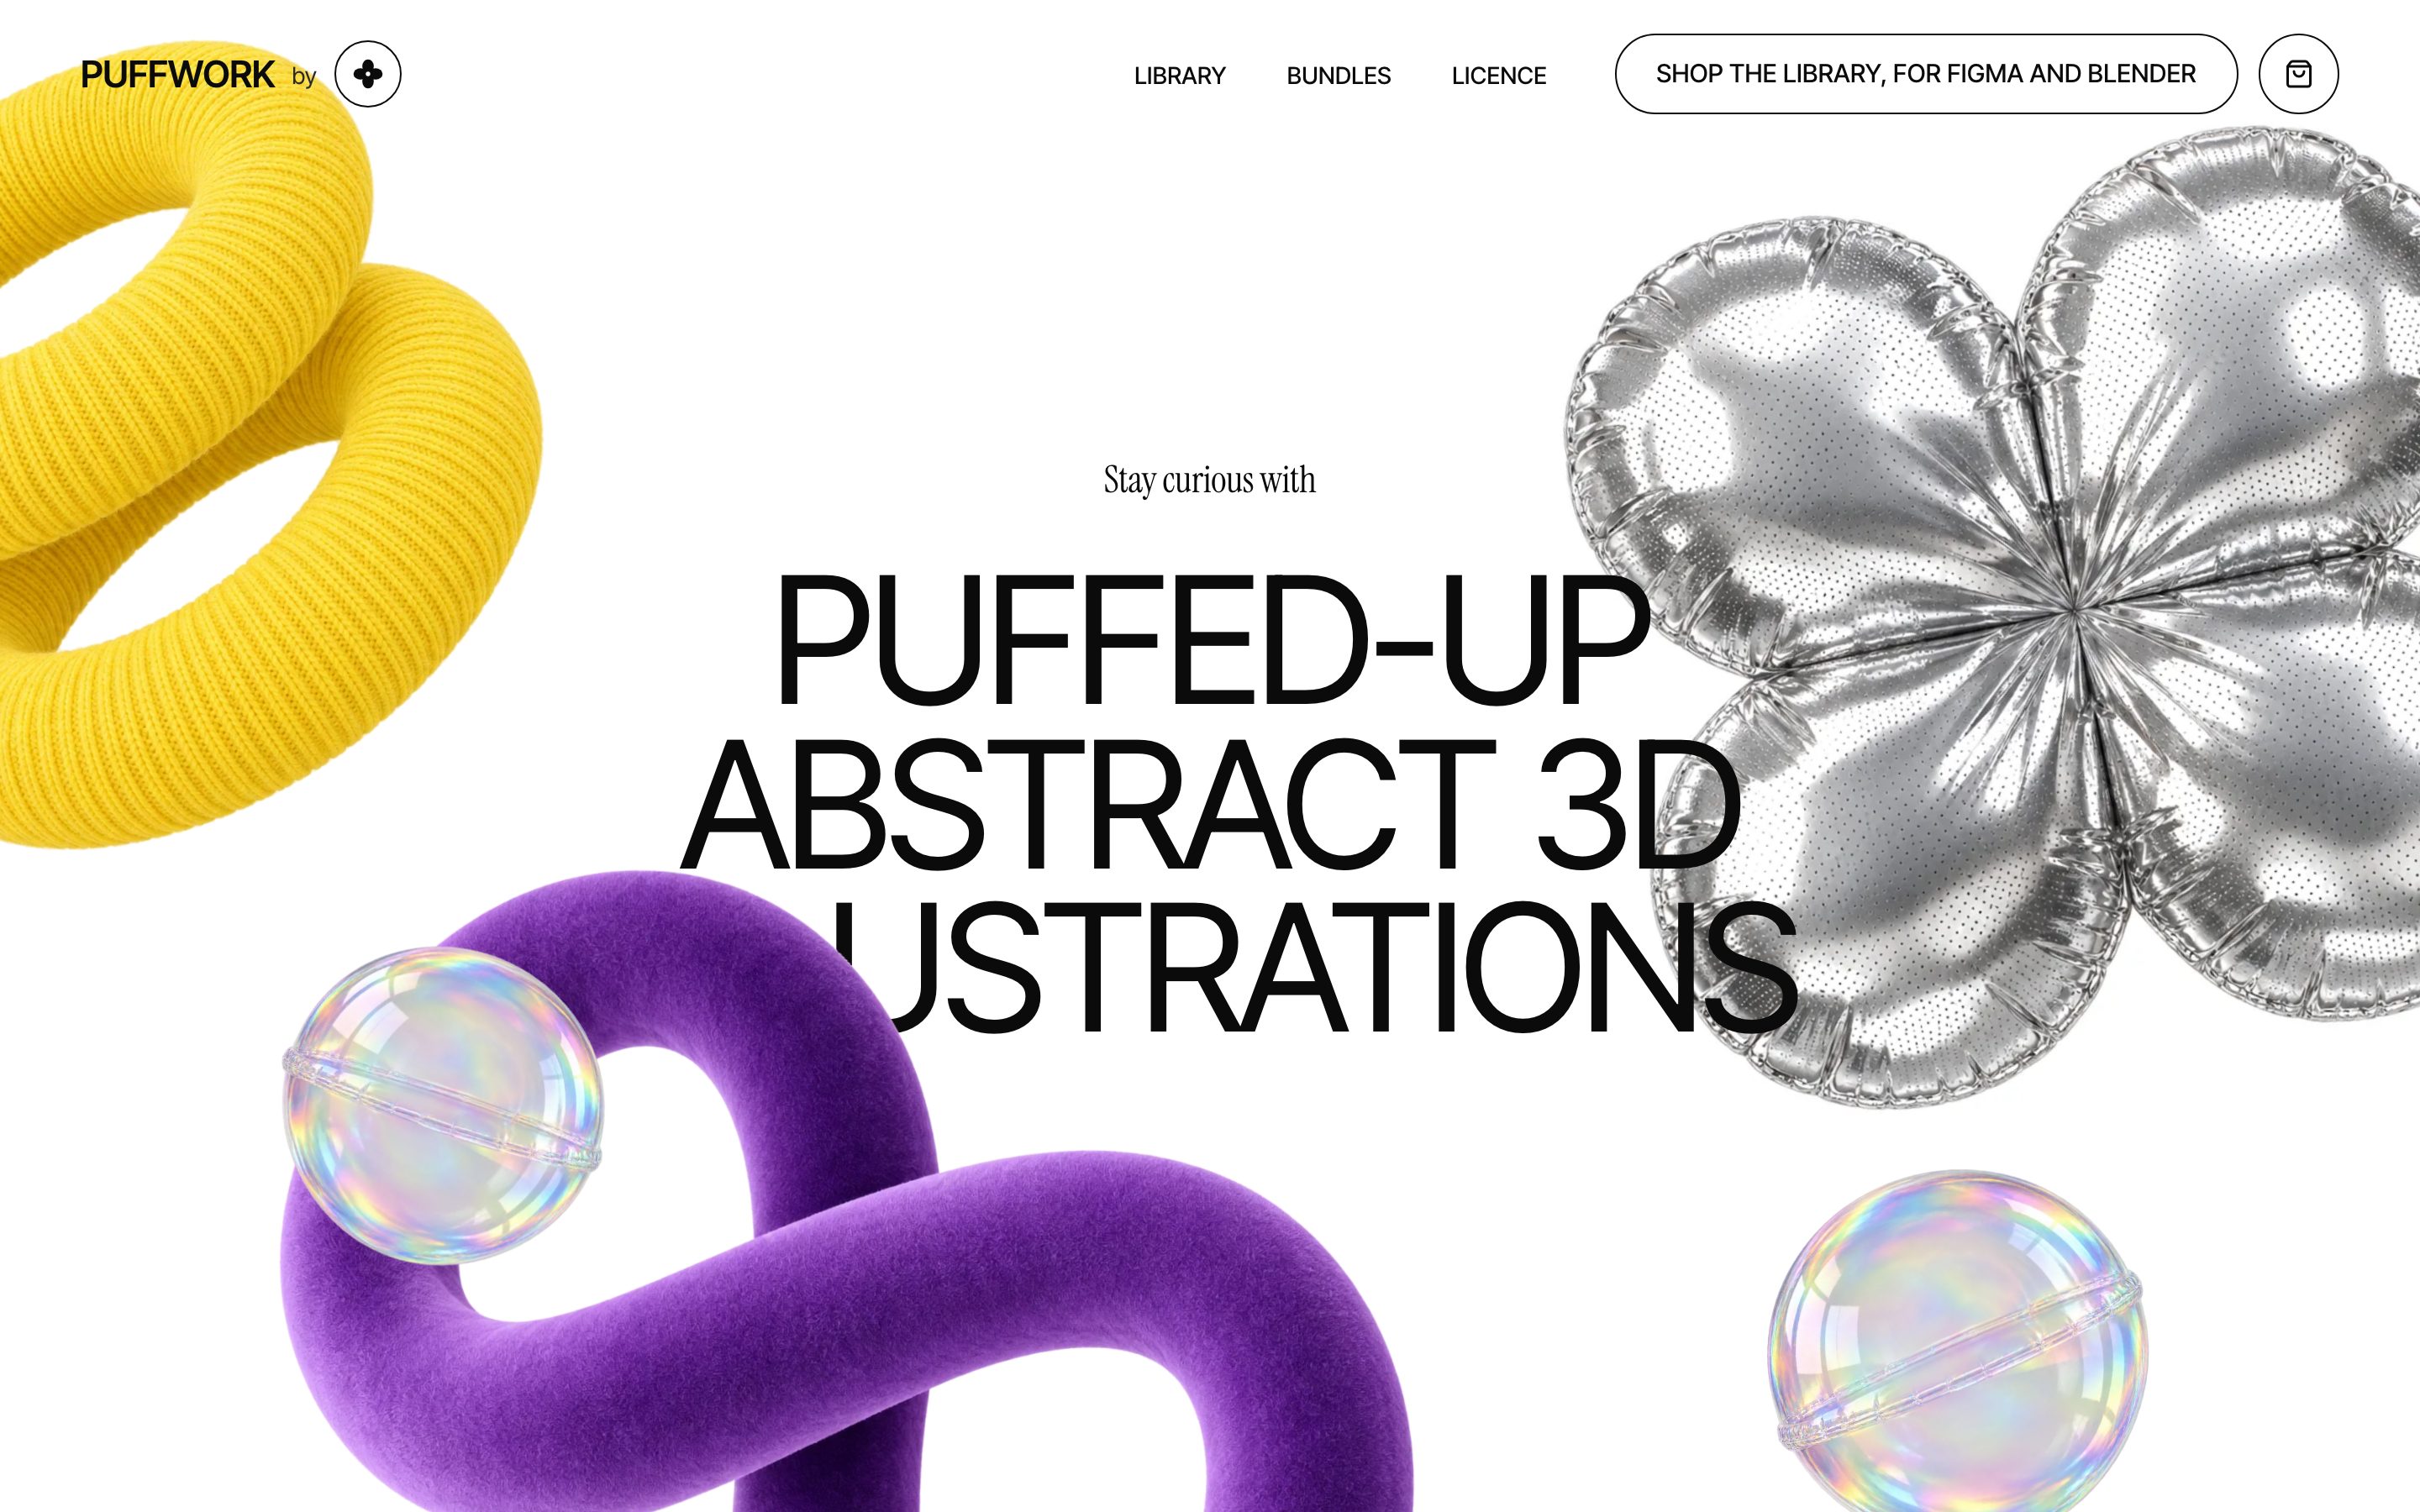 PUFFWORK by
LIBRARY
BUNDLES
LICENCE
SHOP THE LIBRARY, FOR FIGMA AND BLENDER
Stay curious with
PUFFED-UP
ABSTRACT 3D
USTRATIONS